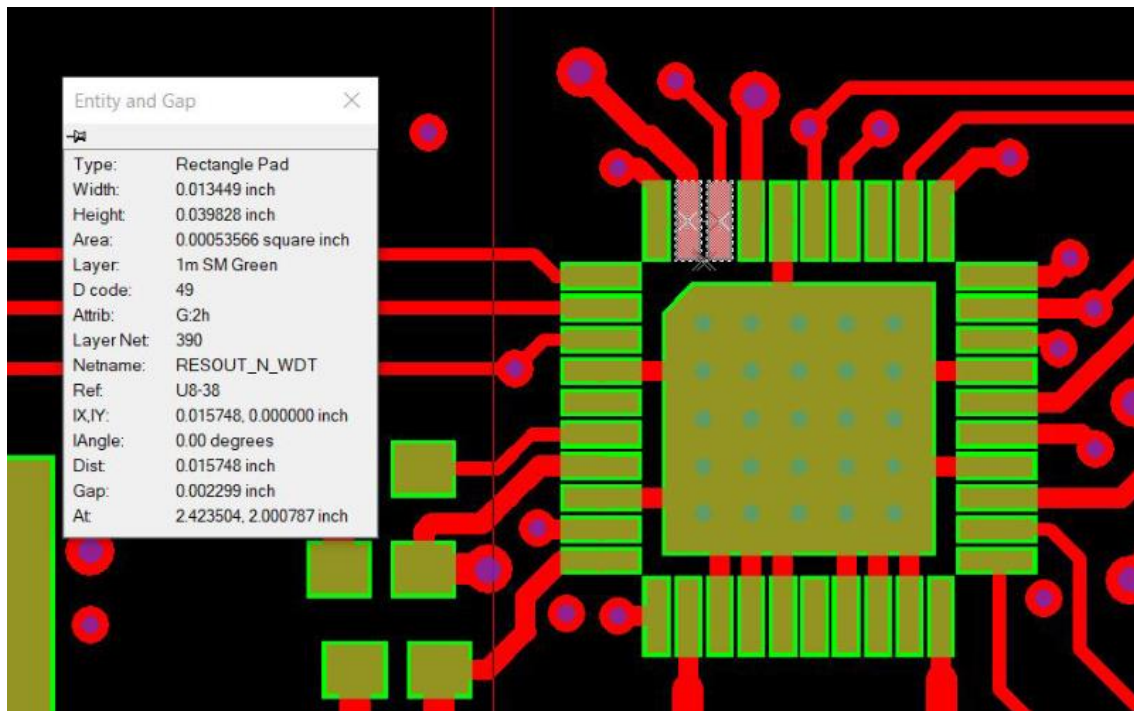 Entity and Gap
Type: Rectangle Pad
Width: 0.013449 inch
Height: 0.039828 inch
Area: 0.00053566 square inch
Layer: 1m SM Green
D code: 49
Attrib: G:2h
Layer Net: 390
Netname: RESOUT_N_WDT
Ref: U8-38
IX,IY: 0.015748, 0.000000 inch
IAngle: 0.00 degrees
Dist: 0.015748 inch
Gap: 0.002299 inch
At: 2.423504, 2.000787 inch